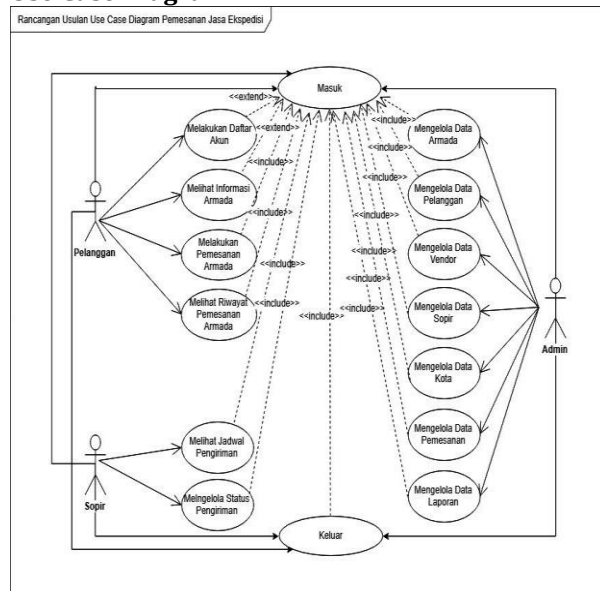 Rancangan Usulan Use Case Diagram Pemesanan Jasa Ekspedisi
Masuk
<<extend>>
Melakukan Daftar
Akun
<<extend>>
<<include>>
Mengelola Data
Armada
<<include>>
<<include>>
Melihat Informasi
Armada
Mengelola Data
Pelanggan
Pelanggan
<<include>>
<<include>>
Melakukan
Pemesanan
Armada
Mengelola Data
Vendor
<<include>>
<<include>>
<<include>>
<<include>>
Melihat Riwayat
Pemesanan
Armada
<<include>>
<<include>>
Mengelola Data
Sopir
Admin
Mengelola Data
Kota
Melihat Jadwal
Pengiriman
Mengelola Data
Pemesanan
Sopir
Melngelola Status
Pengiriman
Mengelola Data
Laporan
Keluar